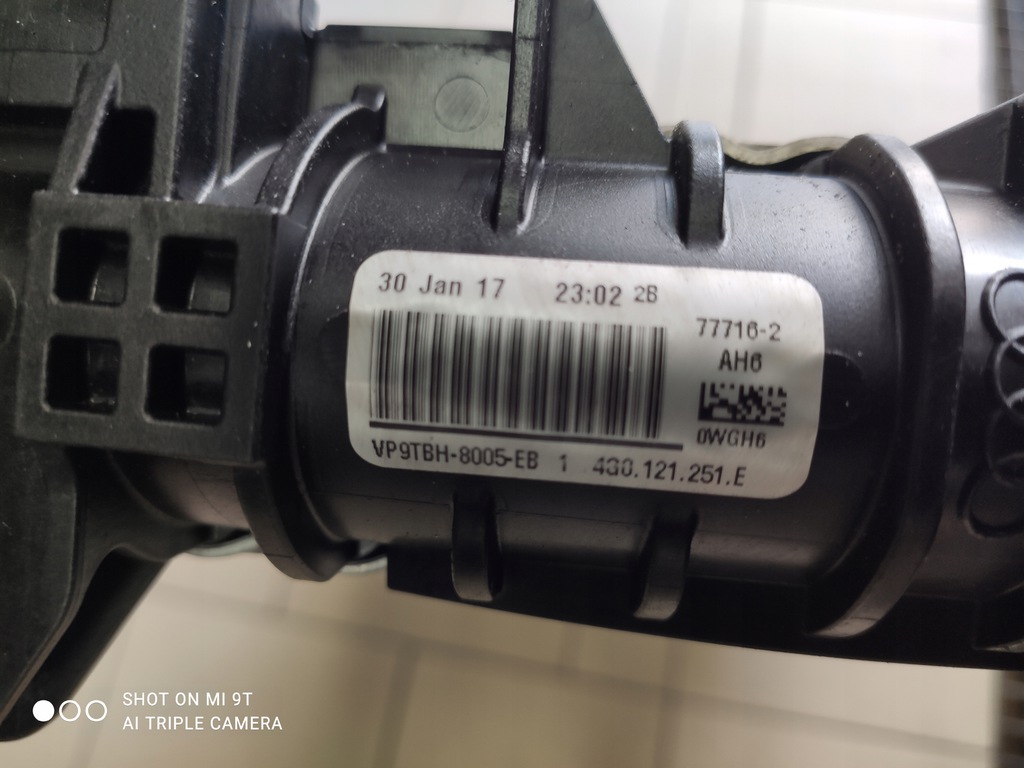 30 Jan 17 23:02 2B
77716-2
AH6
0WGH6
VP9TBH-8005-EB 1 4G0.121.251.E
SHOT ON MI 9T
AI TRIPLE CAMERA